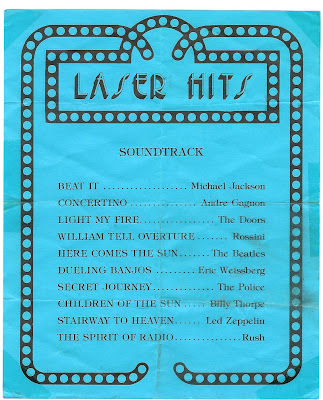 LASER HITS
SOUNDTRACK
BEAT IT ................... Michael Jackson
CONCERTINO .............. Andre Gagnon
LIGHT MY FIRE................. The Doors
WILLIAM TELL OVERTURE ....... Rossini
HERE COMES THE SUN....... The Beatles
DUELING BANJOS ......... Eric Weissberg
SECRET JOURNEY.............. The Police
CHILDREN OF THE SUN..... Billy Thorpe
STAIRWAY TO HEAVEN...... Led Zeppelin
THE SPIRIT OF RADIO............... Rush